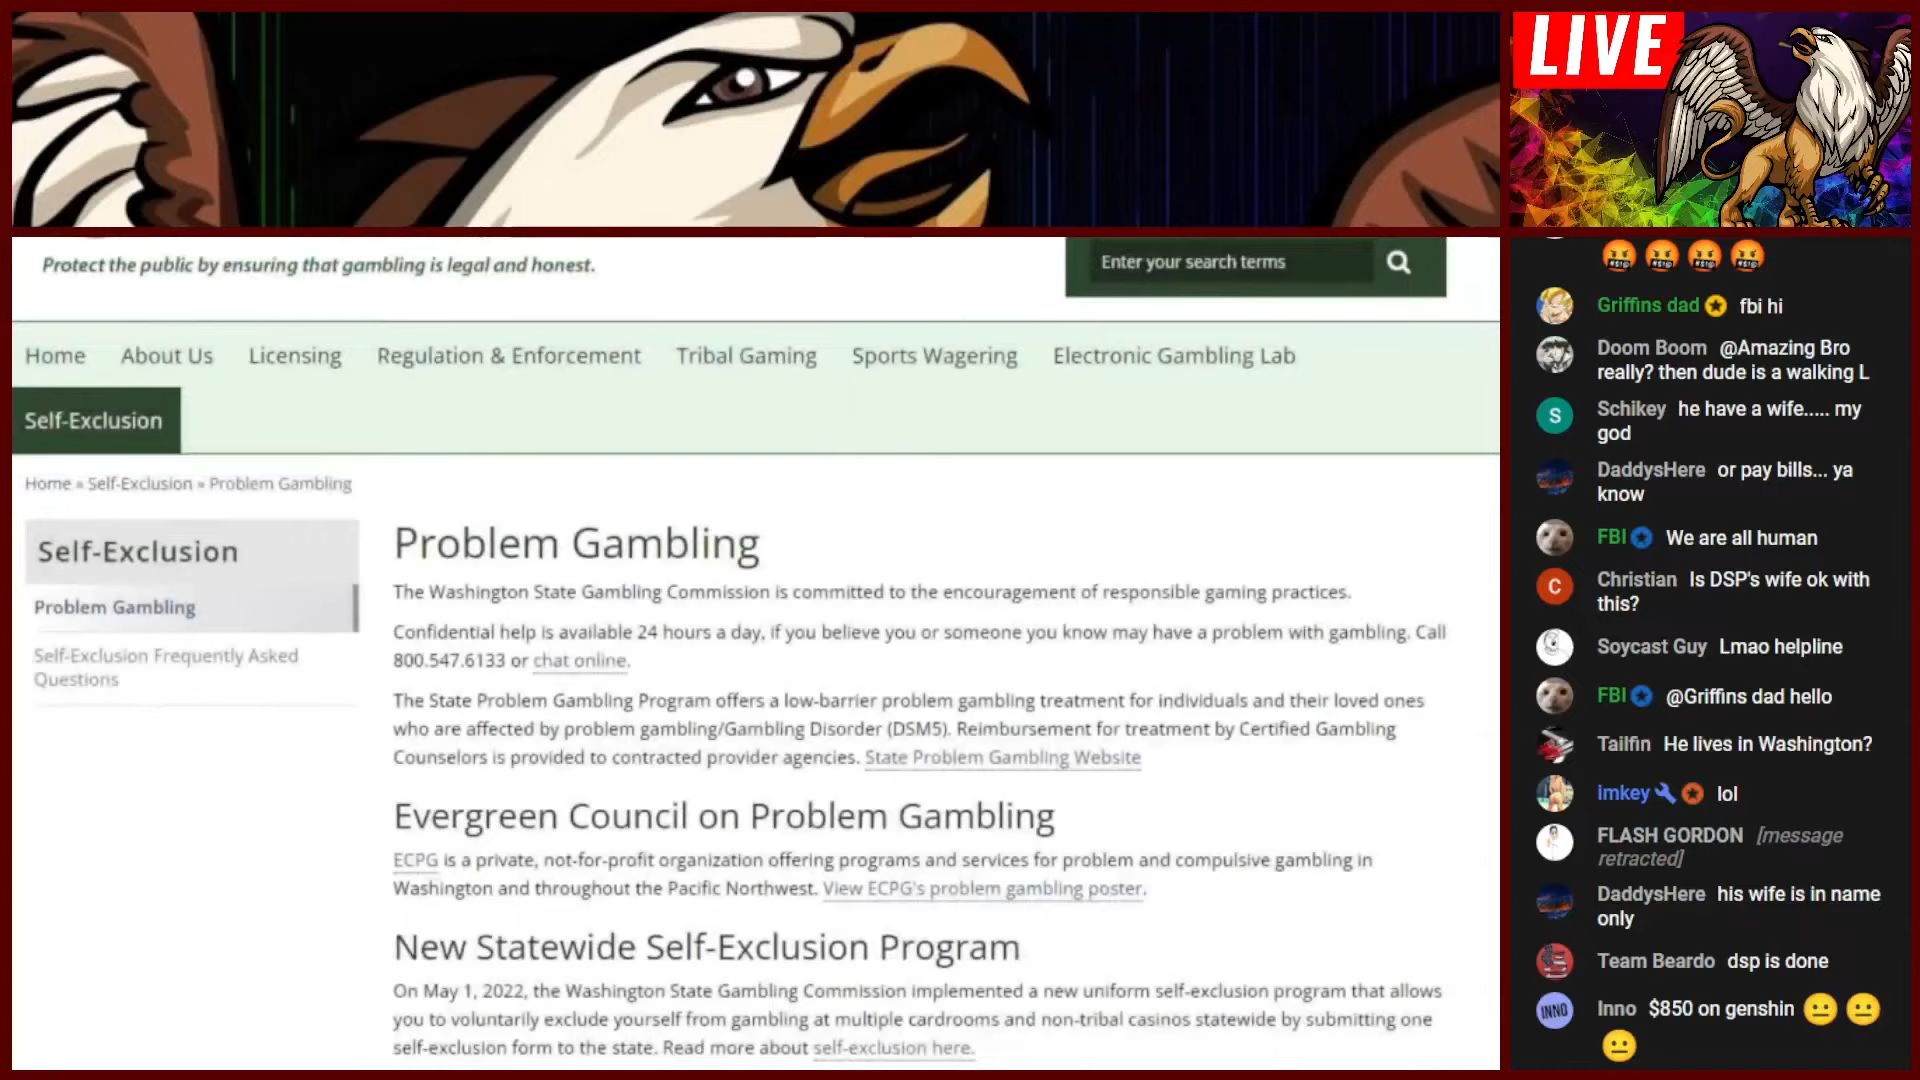 LIVE
Protect the public by ensuring that gambling is legal and honest.
Enter your search terms
Home About Us Licensing Regulation & Enforcement Tribal Gaming Sports Wagering Electronic Gambling Lab
Self-Exclusion
Home » Self-Exclusion » Problem Gambling
Self-Exclusion
Problem Gambling
Self-Exclusion Frequently Asked
Questions
Problem Gambling
The Washington State Gambling Commission is committed to the encouragement of responsible gaming practices.
Confidential help is available 24 hours a day, if you believe you or someone you know may have a problem with gambling. Call
800.547.6133 or chat online.
The State Problem Gambling Program offers a low-barrier problem gambling treatment for individuals and their loved ones
who are affected by problem gambling/Gambling Disorder (DSM5). Reimbursement for treatment by Certified Gambling
Counselors is provided to contracted provider agencies. State Problem Gambling Website
Evergreen Council on Problem Gambling
ECPG is a private, not-for-profit organization offering programs and services for problem and compulsive gambling in
Washington and throughout the Pacific Northwest. View ECPG's problem gambling poster.
New Statewide Self-Exclusion Program
On May 1, 2022, the Washington State Gambling Commission implemented a new uniform self-exclusion program that allows
you to voluntarily exclude yourself from gambling at multiple cardrooms and non-tribal casinos statewide by submitting one
self-exclusion form to the state. Read more about self-exclusion here.
Griffins dad fbi hi
Doom Boom @Amazing Bro
really? then dude is a walking L
S
Schikey he have a wife..... my
god
DaddysHere or pay bills... ya
know
FBI We are all human
C
Christian Is DSP's wife ok with
this?
Soycast Guy Lmao helpline
FBI @Griffins dad hello
Tailfin He lives in Washington?
imkey lol
FLASH GORDON [message
retracted]
DaddysHere his wife is in name
only
Team Beardo dsp is done
INNO
Inno $850 on genshin 😐 😐
😐